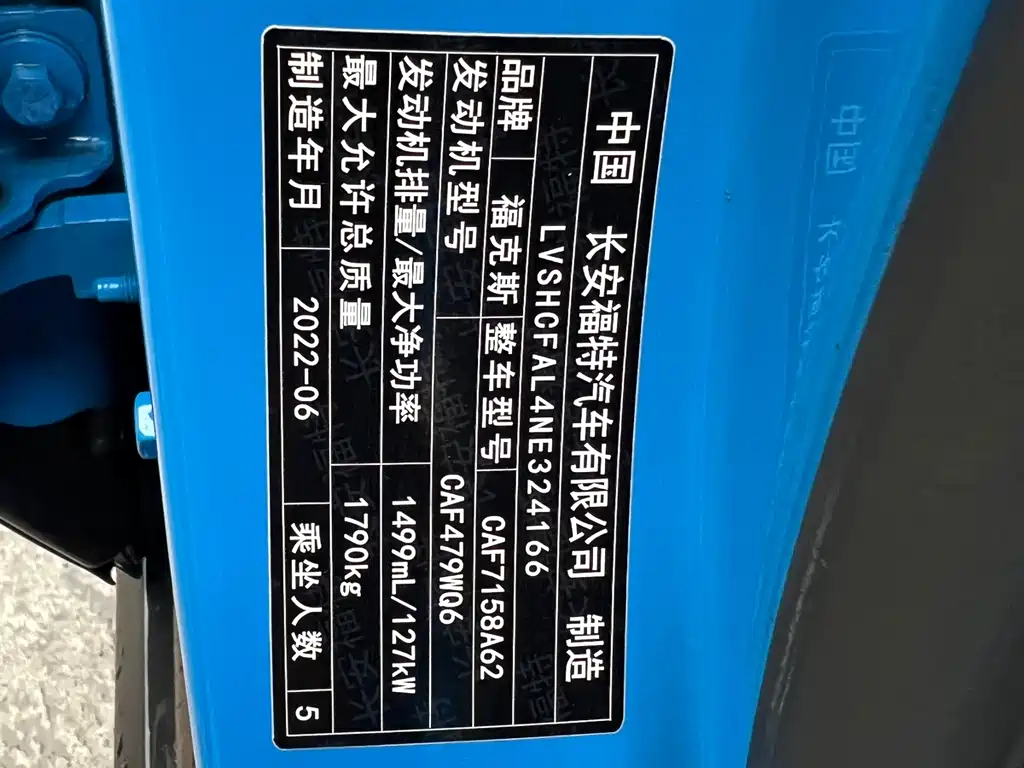 中国 长安福特汽车有限公司 制造
LVSHCFAL4NE324166
品牌 福克斯 整车型号 CAF7158A62
发动机型号 CAF479WQ6
发动机排量/最大净功率 1499mL/127kW
最大允许总质量 1790kg
制造年月 2022-06 乘坐人数 5